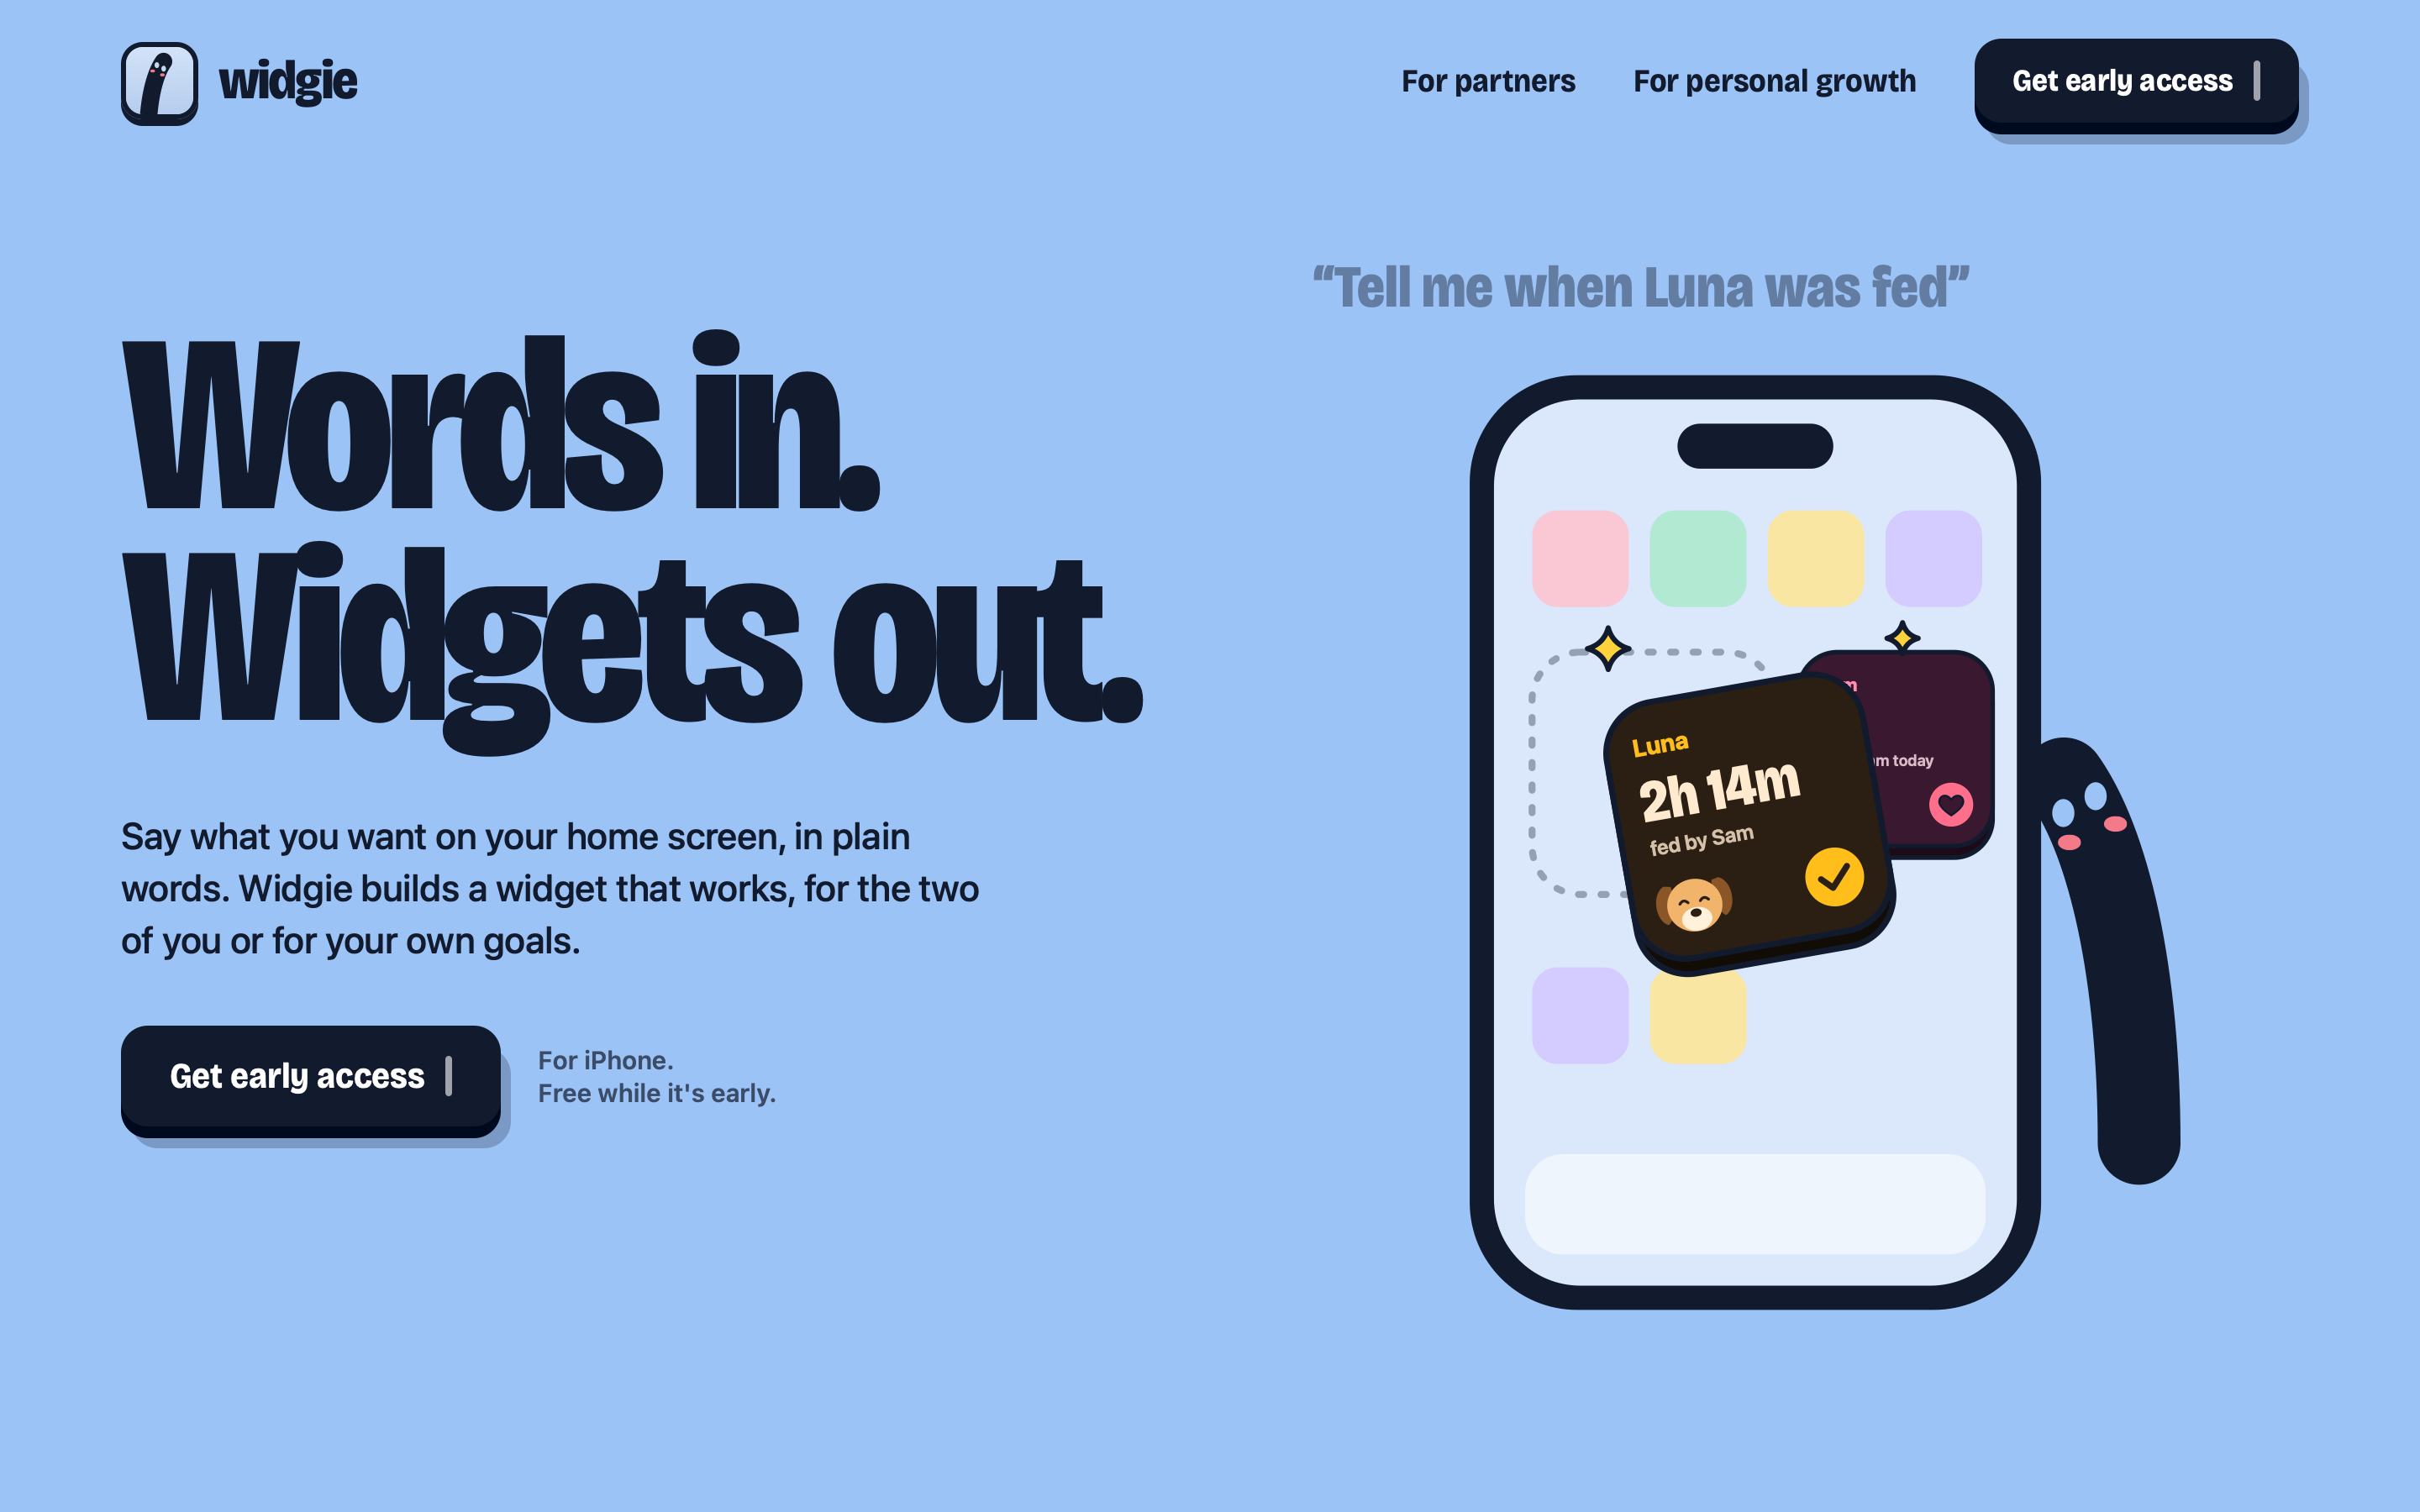 widgie
For partners
For personal growth
Get early access
“Tell me when Luna was fed”
Words in.
Widgets out.
Say what you want on your home screen, in plain
words. Widgie builds a widget that works, for the two
of you or for your own goals.
Get early access
For iPhone.
Free while it's early.
Luna
2h 14m
fed by Sam
today